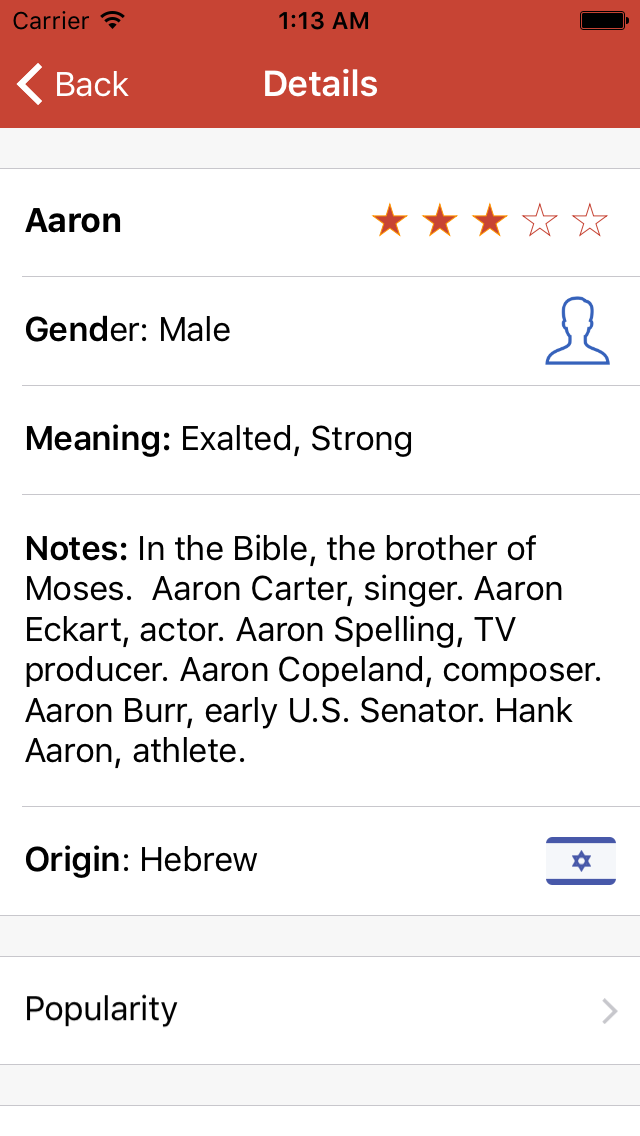 Carrier 1:13 AM
Back Details
Aaron
Gender: Male
Meaning: Exalted, Strong
Notes: In the Bible, the brother of
Moses.  Aaron Carter, singer. Aaron
Eckart, actor. Aaron Spelling, TV
producer. Aaron Copeland, composer.
Aaron Burr, early U.S. Senator. Hank
Aaron, athlete.
Origin: Hebrew
Popularity